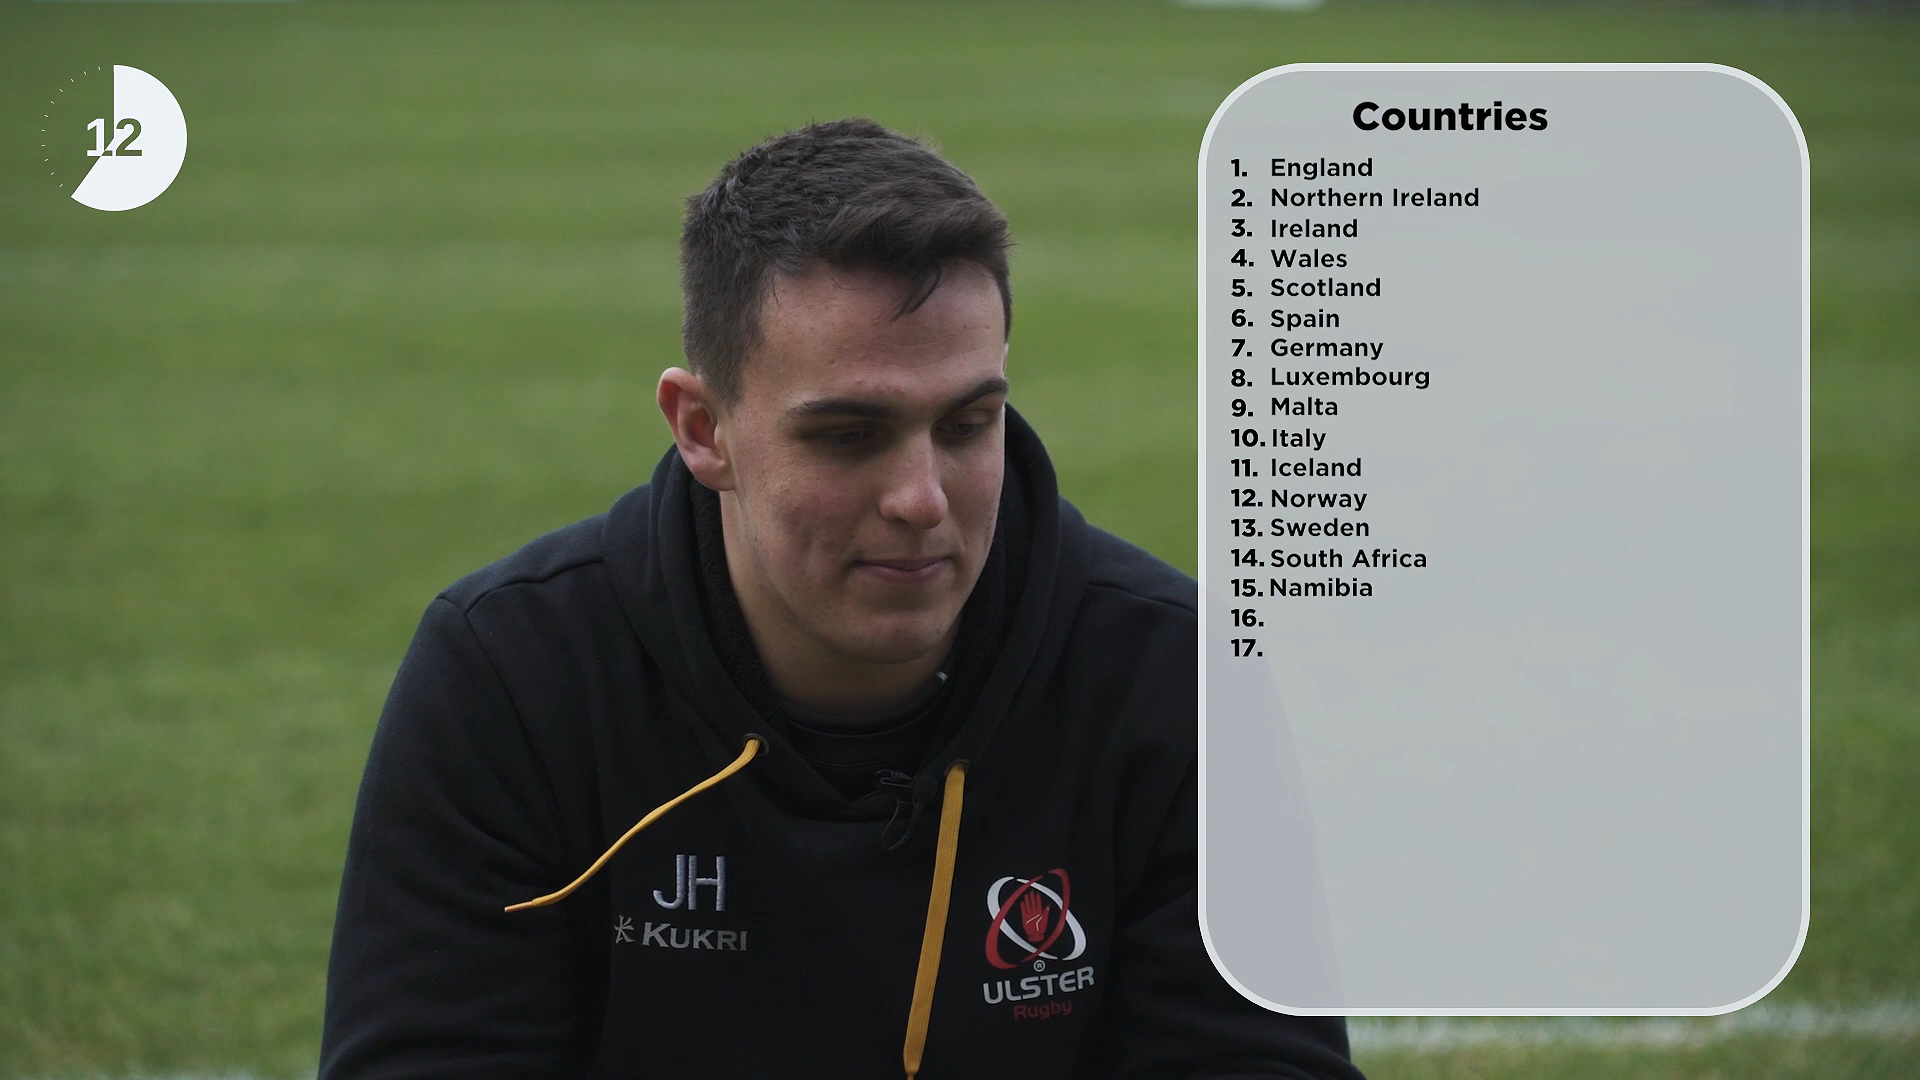 12
Countries
1. England
2. Northern Ireland
3. Ireland
4. Wales
5. Scotland
6. Spain
7. Germany
8. Luxembourg
9. Malta
10. Italy
11. Iceland
12. Norway
13. Sweden
14. South Africa
15. Namibia
16.
17.
JH
KUKRI
®
ULSTER
Rugby